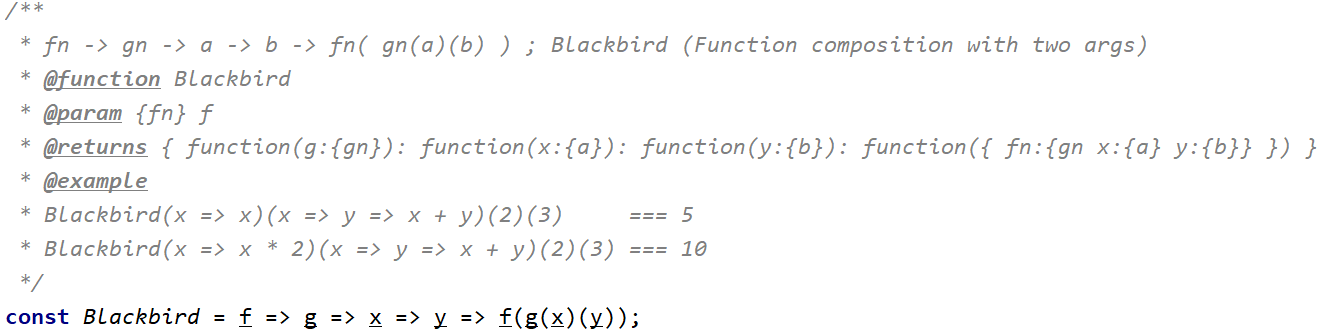 /**
 * fn -> gn -> a -> b -> fn( gn(a)(b) ) ; Blackbird (Function composition with two args)
 * @function Blackbird
 * @param {fn} f
 * @returns { function(g:{gn}): function(x:{a}): function(y:{b}): function({ fn:{gn x:{a} y:{b}} }) }
 * @example
 * Blackbird(x => x)(x => y => x + y)(2)(3)     === 5
 * Blackbird(x => x * 2)(x => y => x + y)(2)(3) === 10
 */
const Blackbird = f => g => x => y => f(g(x)(y));